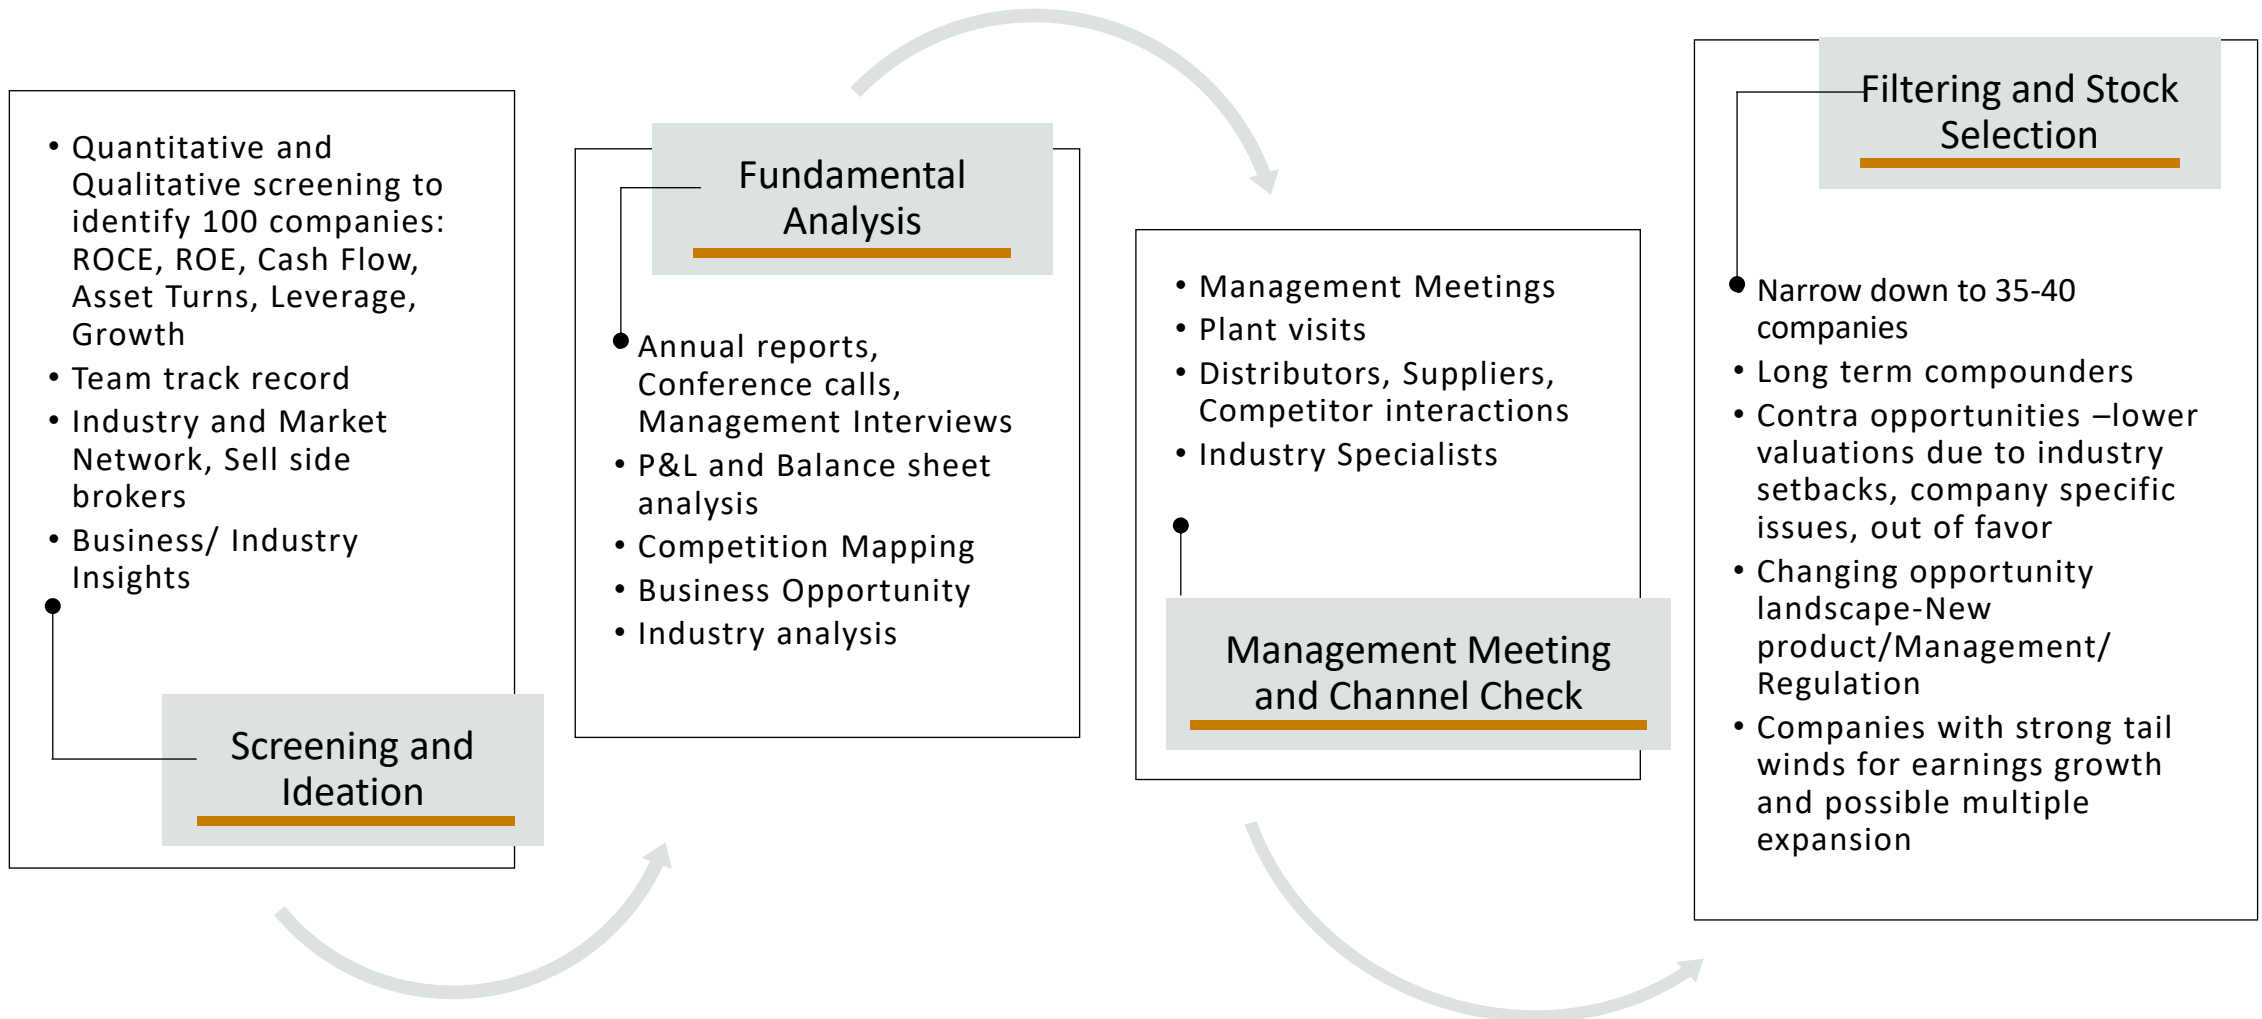 • Quantitative and
Qualitative screening to
identify 100 companies:
ROCE, ROE, Cash Flow,
Asset Turns, Leverage,
Growth
• Team track record
• Industry and Market
Network, Sell side
brokers
• Business/ Industry
Insights
Screening and
Ideation
Fundamental
Analysis
Annual reports,
Conference calls,
Management Interviews
• P&L and Balance sheet
analysis
• Competition Mapping
• Business Opportunity
• Industry analysis
• Management Meetings
• Plant visits
• Distributors, Suppliers,
Competitor interactions
• Industry Specialists
Management Meeting
and Channel Check
Filtering and Stock
Selection
Narrow down to 35-40
companies
• Long term compounders
• Contra opportunities –lower
valuations due to industry
setbacks, company specific
issues, out of favor
• Changing opportunity
landscape-New
product/Management/
Regulation
• Companies with strong tail
winds for earnings growth
and possible multiple
expansion